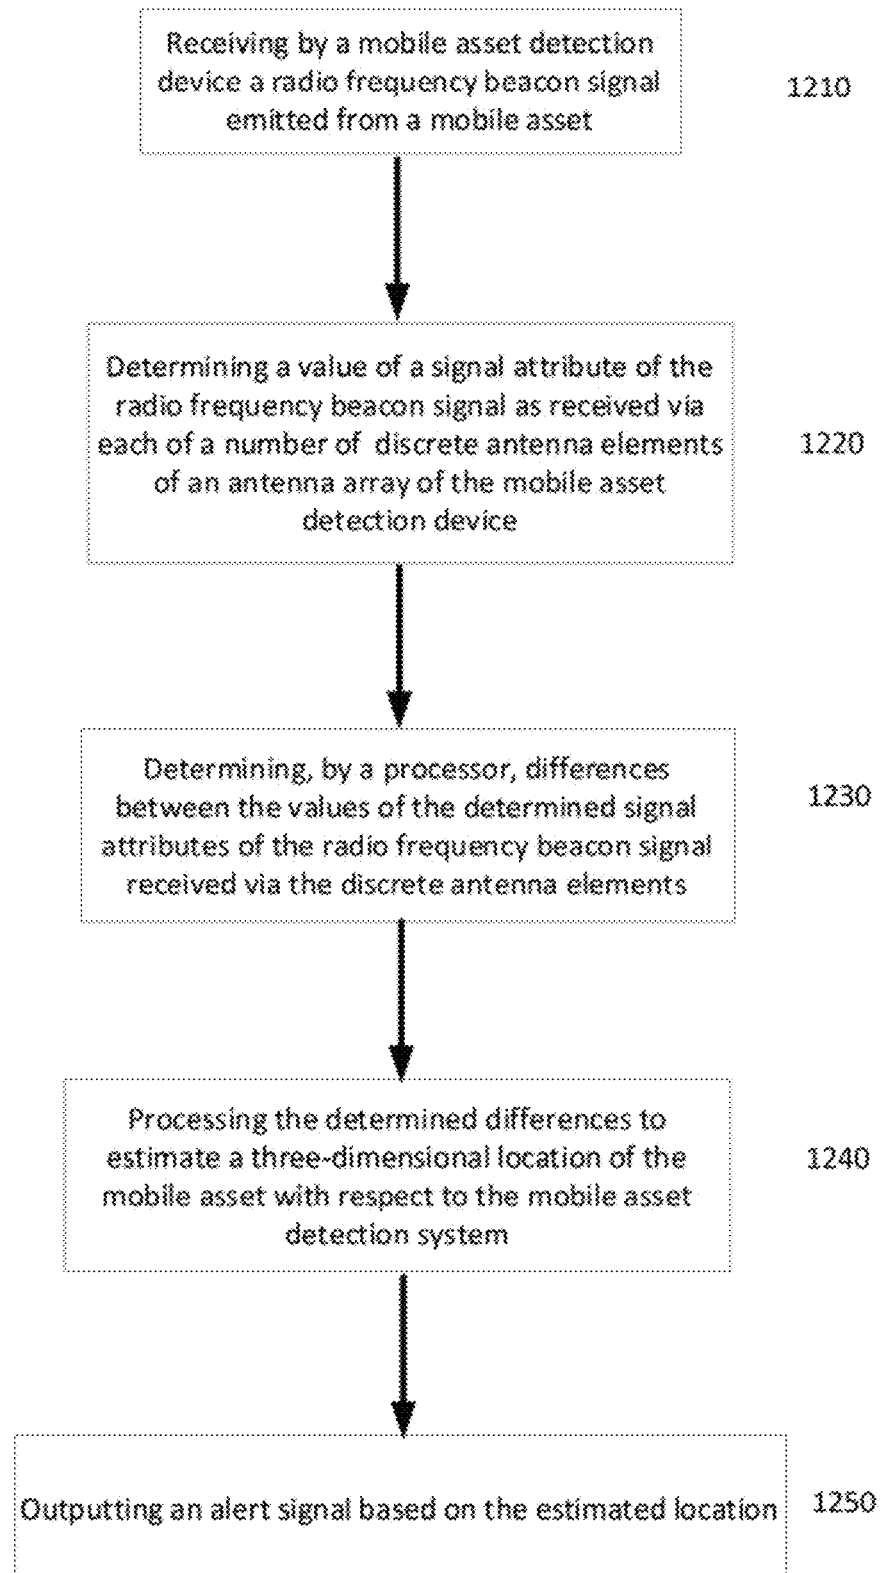 Receiving by a mobile asset detection
device a radio frequency beacon signal
emitted from a mobile asset
1210
Determining a value of a signal attribute of the
radio frequency beacon signal as received via
each of a number of discrete antenna elements
of an antenna array of the mobile asset
detection device
1220
Determining, by a processor, differences
between the values of the determined signal
attributes of the radio frequency beacon signal
received via the discrete antenna elements
1230
Processing the determined differences to
estimate a three-dimensional location of the
mobile asset with respect to the mobile asset
detection system
1240
Outputting an alert signal based on the estimated location
1250